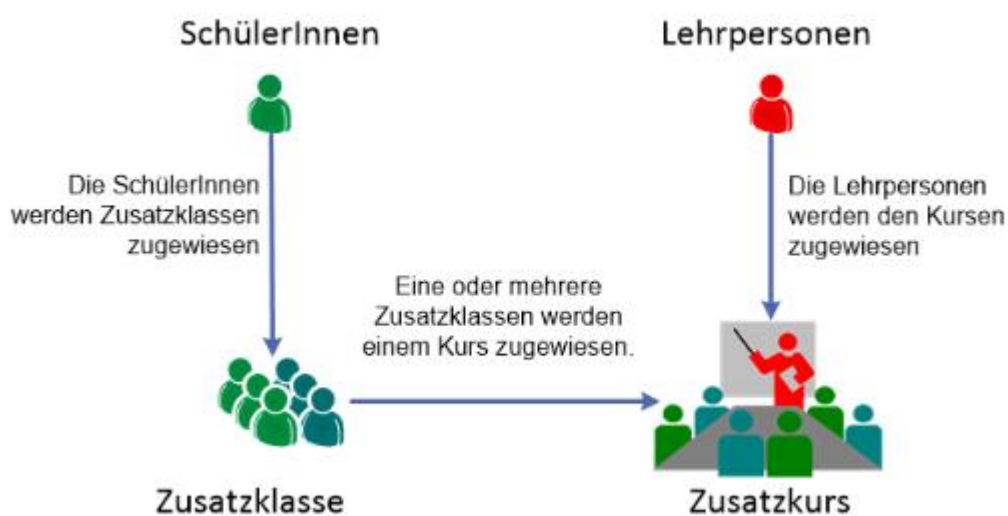 SchülerInnen
Lehrpersonen
Die SchülerInnen
werden Zusatzklassen
zugewiesen
Die Lehrpersonen
werden den Kursen
zugewiesen
Eine oder mehrere
Zusatzklassen werden
einem Kurs zugewiesen.
Zusatzklasse
Zusatzkurs